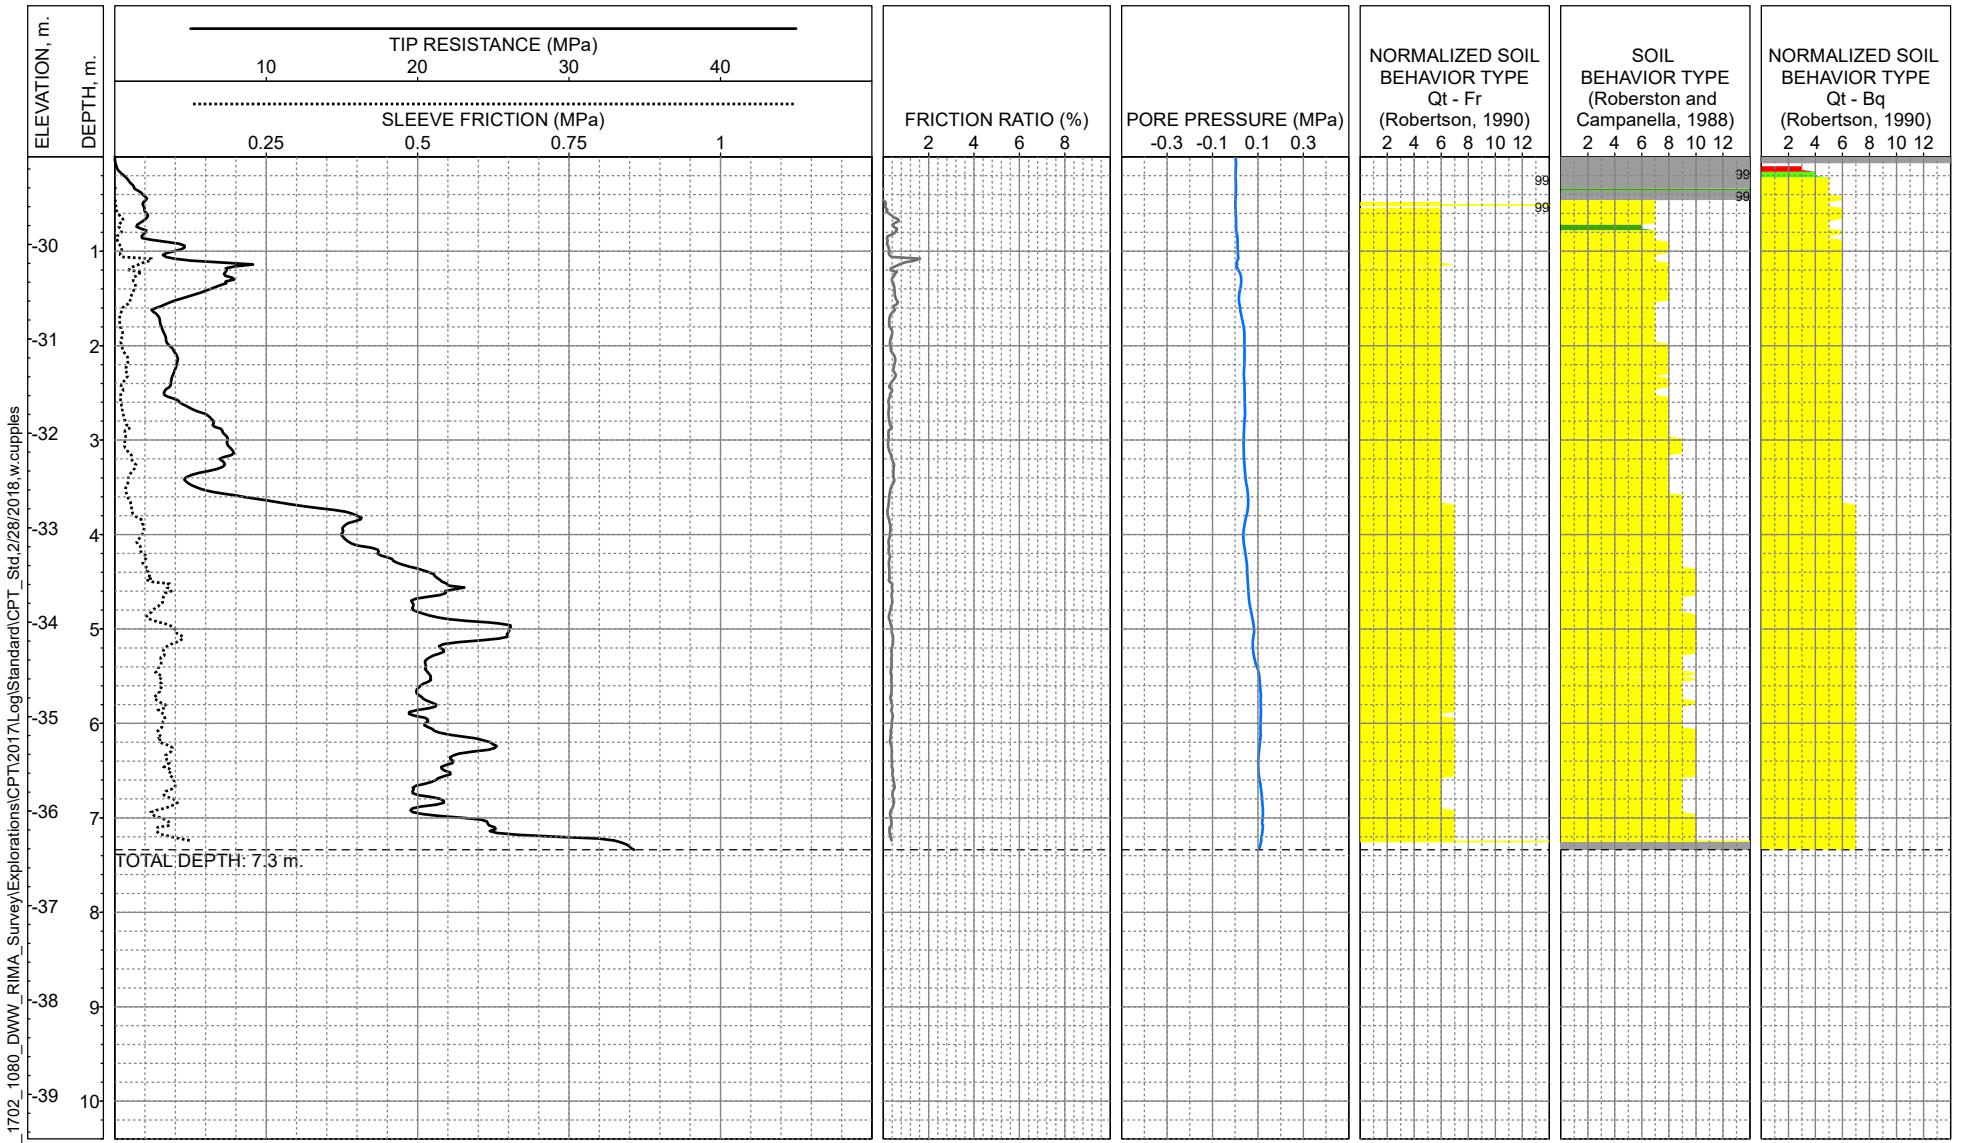 ELEVATION, m.
DEPTH, m.
TIP RESISTANCE (MPa)
10 20 30 40
SLEEVE FRICTION (MPa)
0.25 0.5 0.75 1
FRICTION RATIO (%)
2 4 6 8
PORE PRESSURE (MPa)
-0.3 -0.1 0.1 0.3
NORMALIZED SOIL
BEHAVIOR TYPE
Qt - Fr
(Robertson, 1990)
2 4 6 8 10 12
SOIL
BEHAVIOR TYPE
(Roberston and
Campanella, 1988)
2 4 6 8 10 12
NORMALIZED SOIL
BEHAVIOR TYPE
Qt - Bq
(Robertson, 1990)
2 4 6 8 10 12
99
99
99
99
-30
1
-31
2
-32
3
-33
4
-34
5
-35
6
-36
7
TOTAL DEPTH: 7.3 m.
-37
8
-38
9
-39
10
_1702_1080_DWW_RIMA_Survey\Explorations\CPT\2017\Log\Standard\CPT_Std,2/28/2018,w.cupples